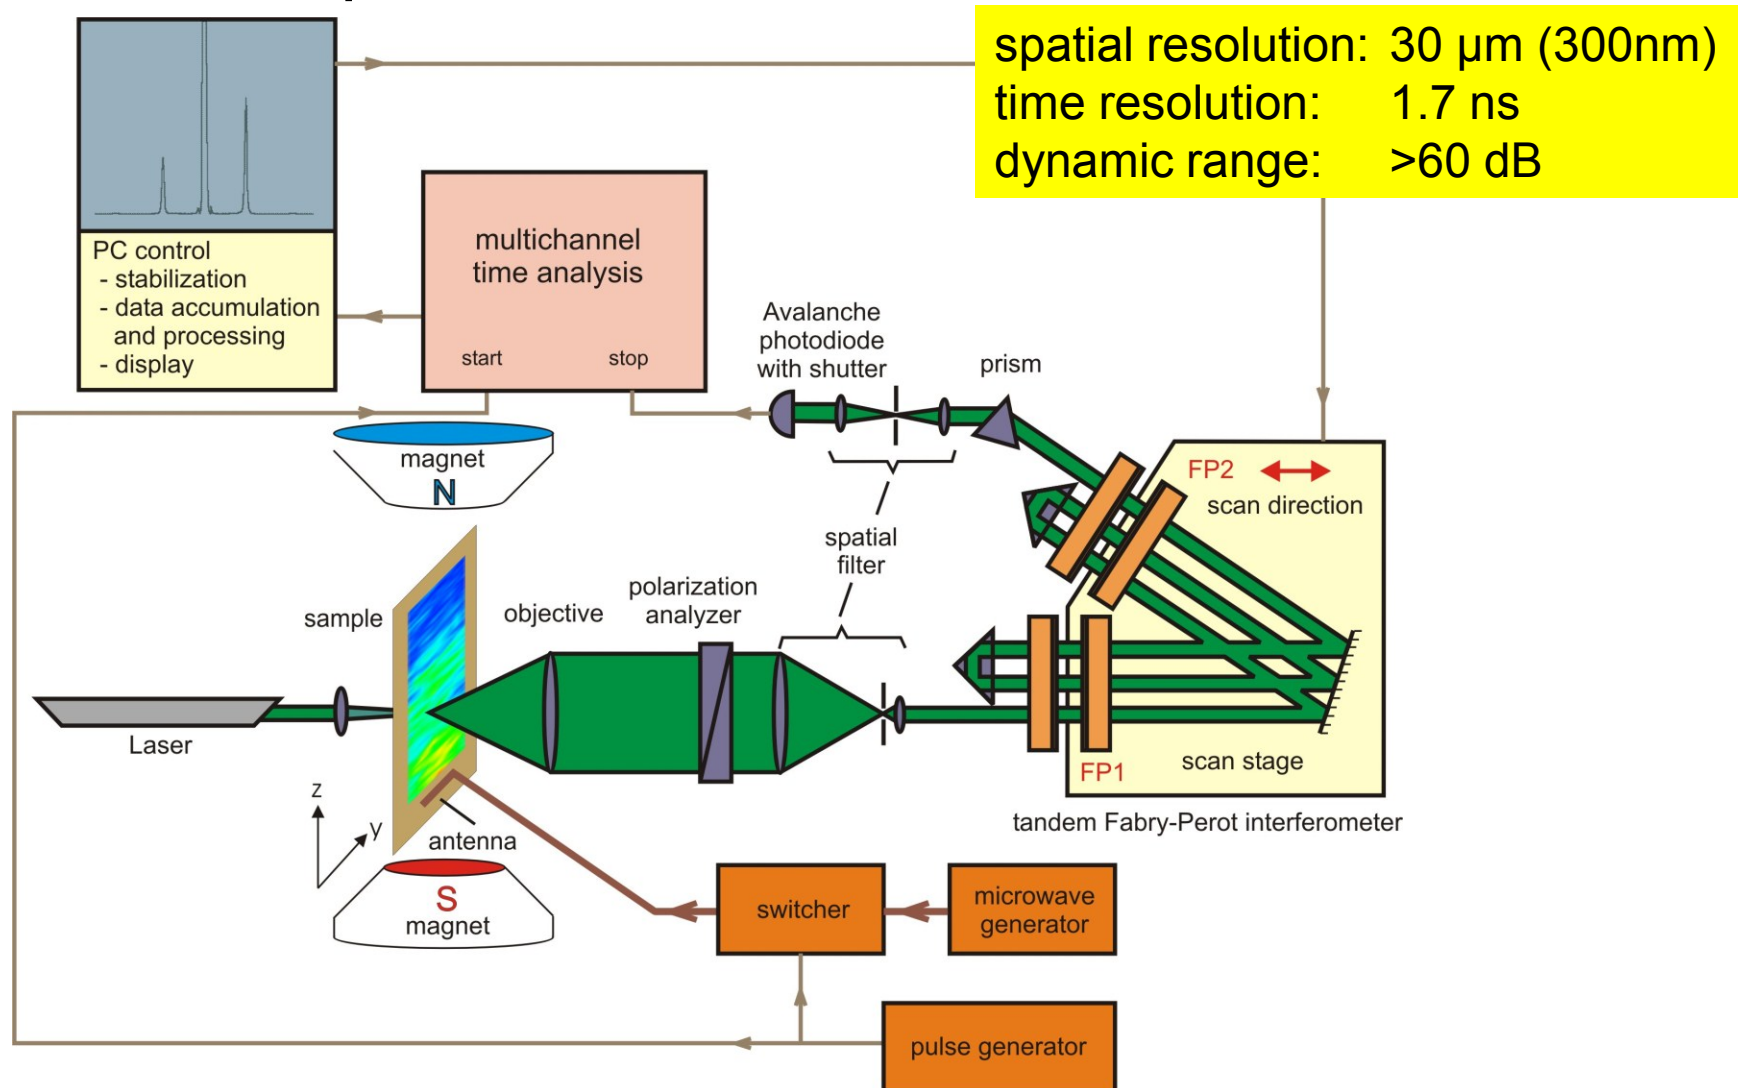 spatial resolution: 30 µm (300nm)
time resolution: 1.7 ns
dynamic range: >60 dB
PC control
- stabilization
- data accumulation
and processing
- display
multichannel
time analysis
start
stop
Avalanche
photodiode
with shutter
prism
magnet
N
FP2
scan direction
spatial
filter
sample
objective
polarization
analyzer
Laser
FP1
scan stage
tandem Fabry-Perot interferometer
z
y
antenna
S
magnet
switcher
microwave
generator
pulse generator